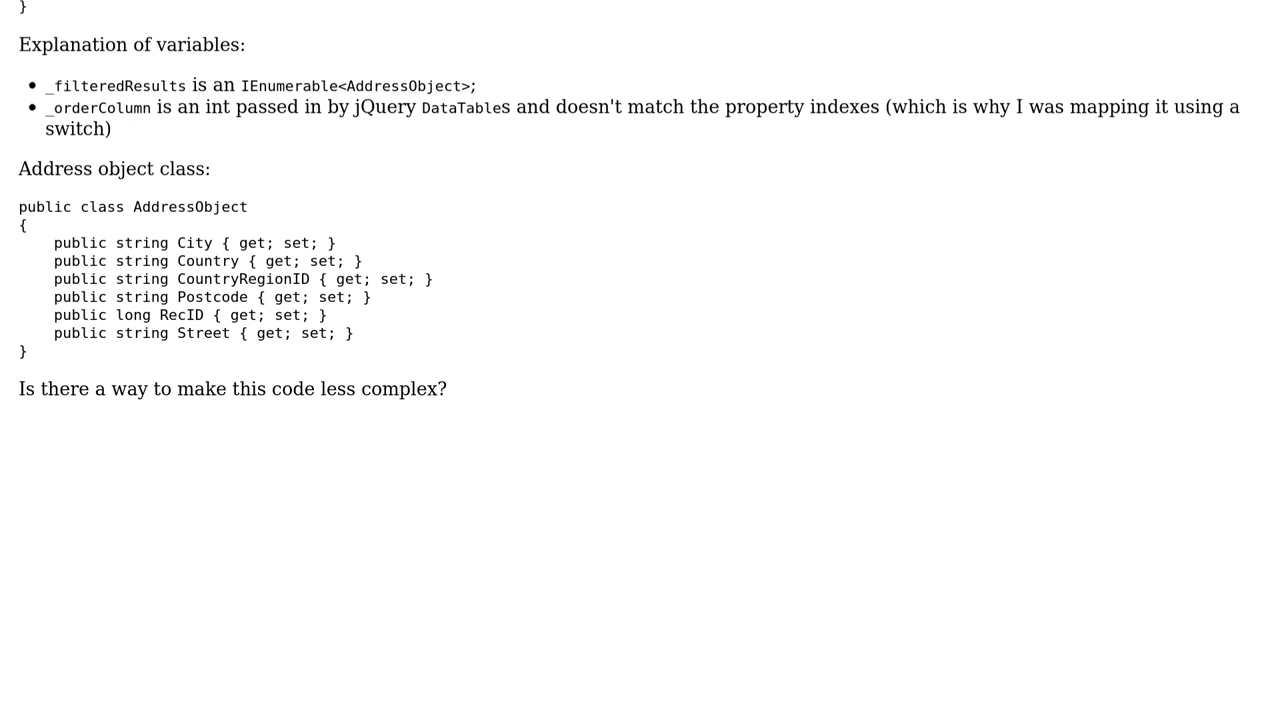 }
Explanation of variables:
• _filteredResults is an IEnumerable<AddressObject>;
• _orderColumn is an int passed in by jQuery DataTables and doesn't match the property indexes (which is why I was mapping it using a
switch)
Address object class:
public class AddressObject
{
    public string City { get; set; }
    public string Country { get; set; }
    public string CountryRegionID { get; set; }
    public string Postcode { get; set; }
    public long RecID { get; set; }
    public string Street { get; set; }
}
Is there a way to make this code less complex?